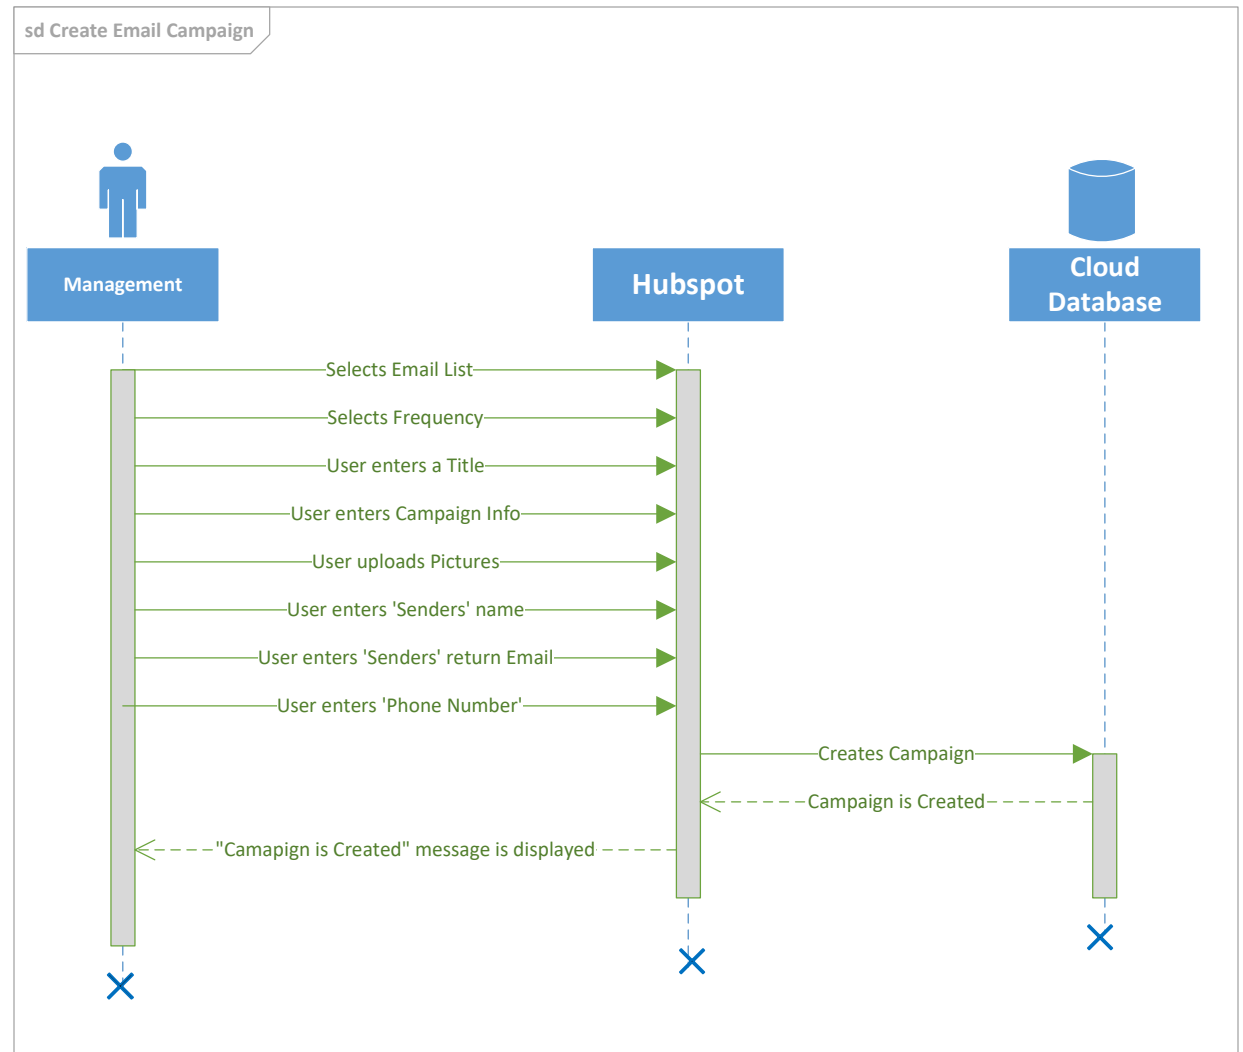 sd Create Email Campaign
Management
Hubspot
Cloud
Database
Selects Email List
Selects Frequency
User enters a Title
User enters Campaign Info
User uploads Pictures
User enters 'Senders' name
User enters 'Senders' return Email
User enters 'Phone Number'
Creates Campaign
Campaign is Created
"Camapign is Created" message is displayed